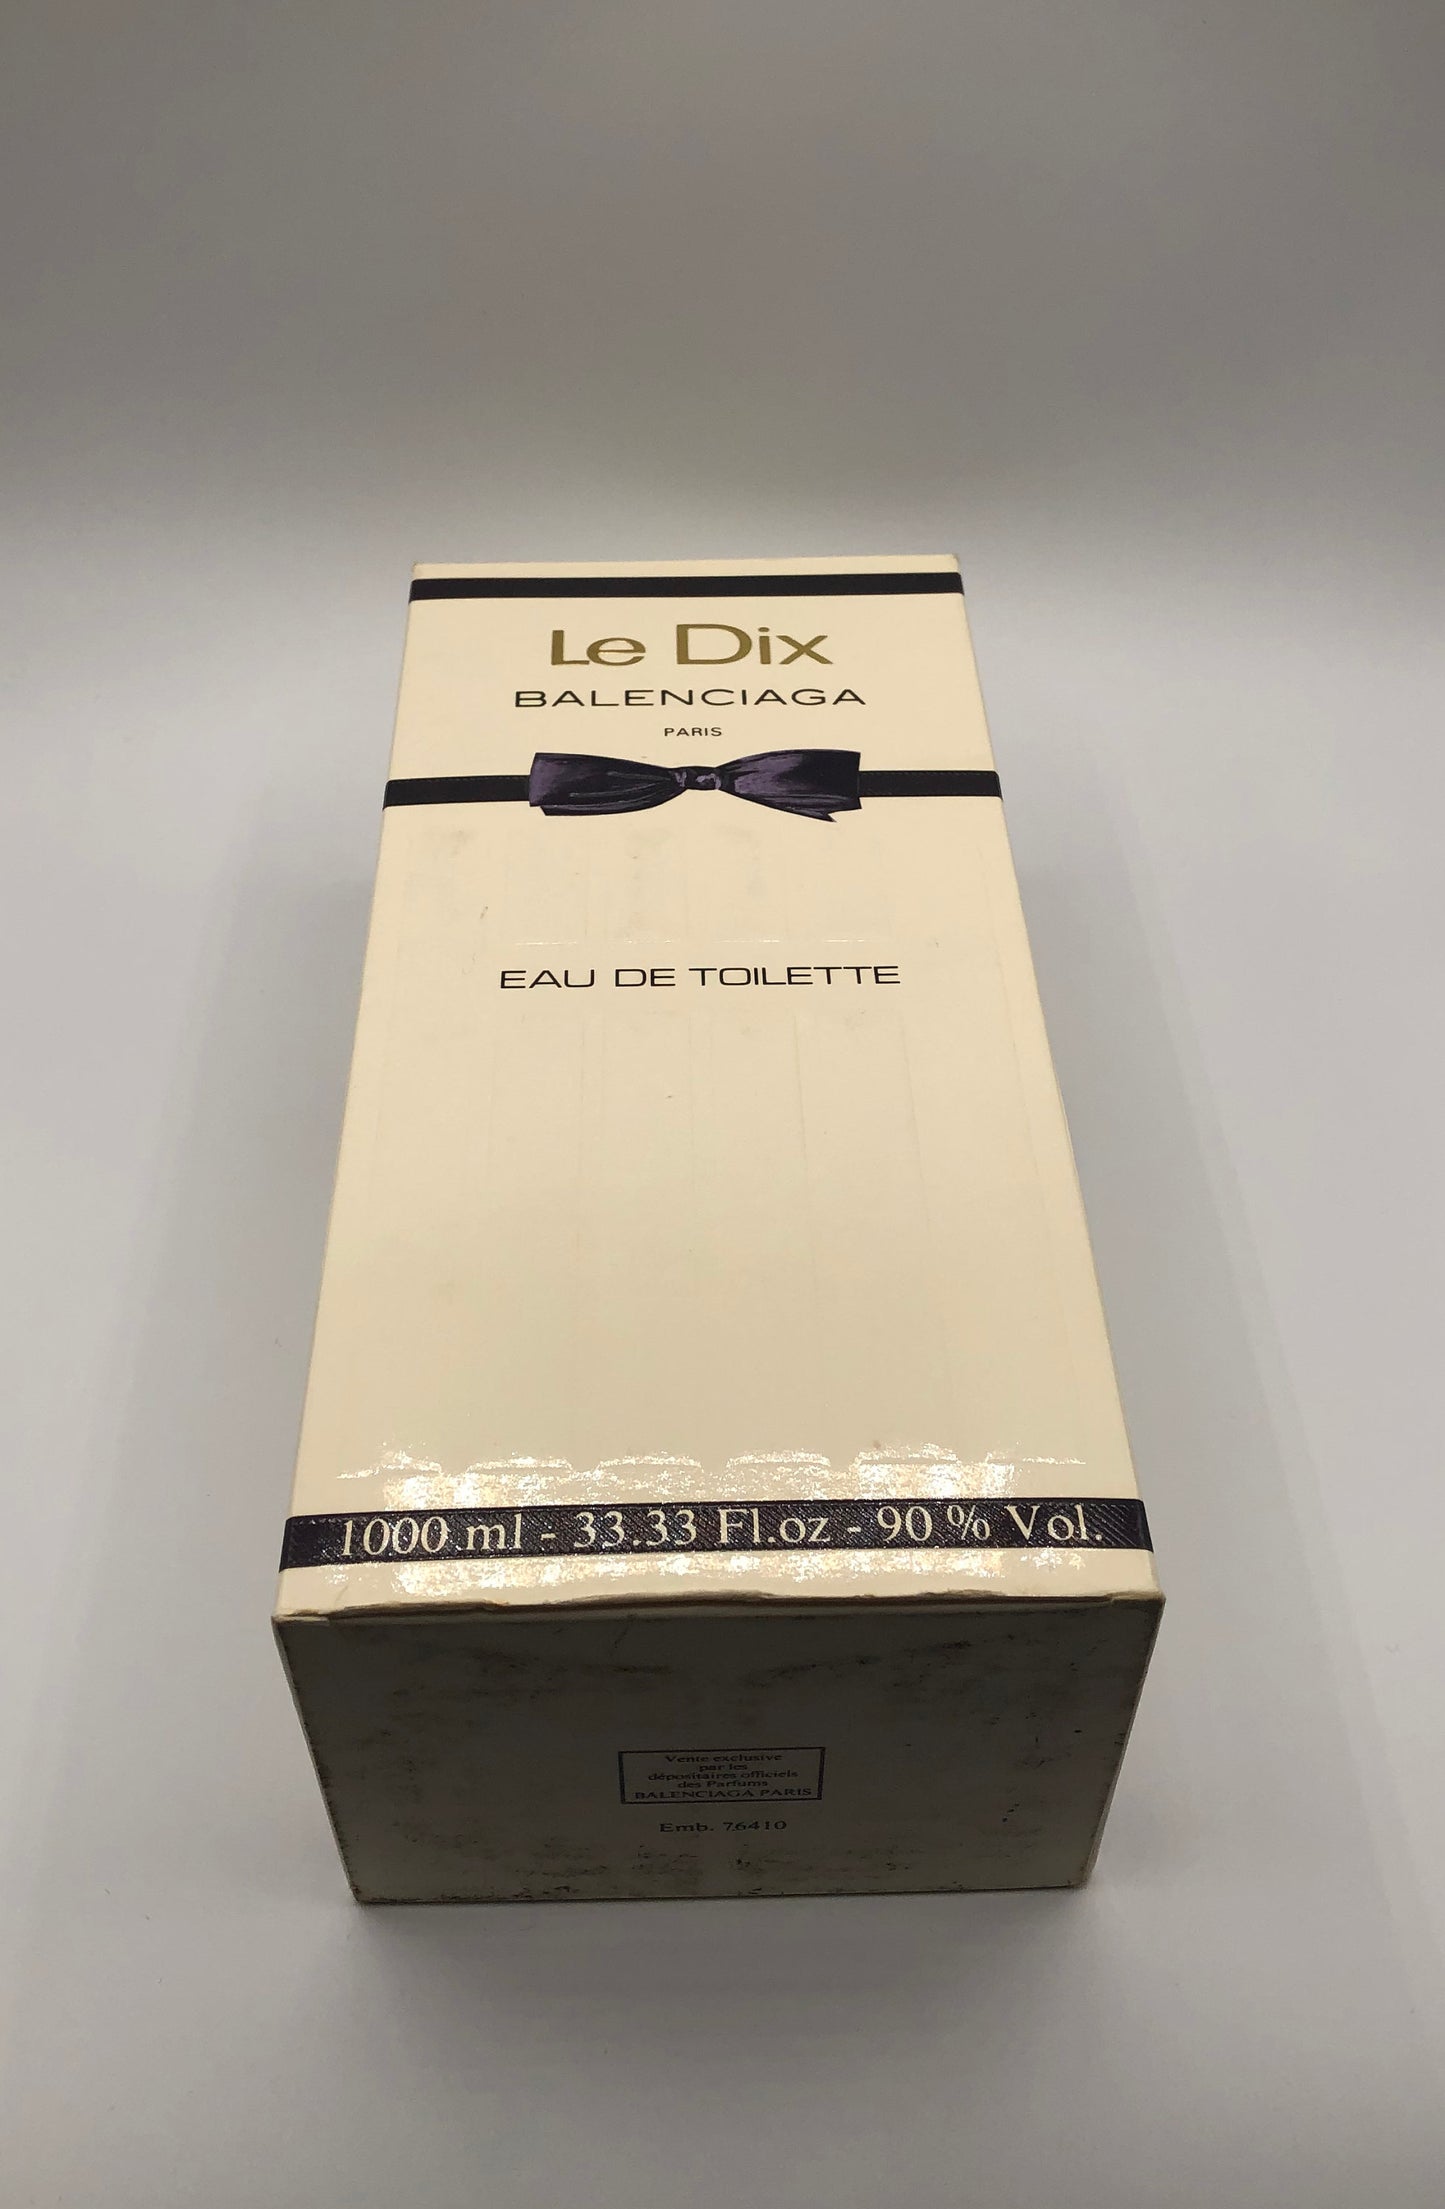 Le Dix
BALENCIAGA
PARIS
EAU DE TOILETTE
1000 ml - 33.33 Fl.oz - 90 % Vol.
Vente exclusive
par les
dépositaires officiels
des Parfums
BALENCIAGA PARIS
Emb. 76410